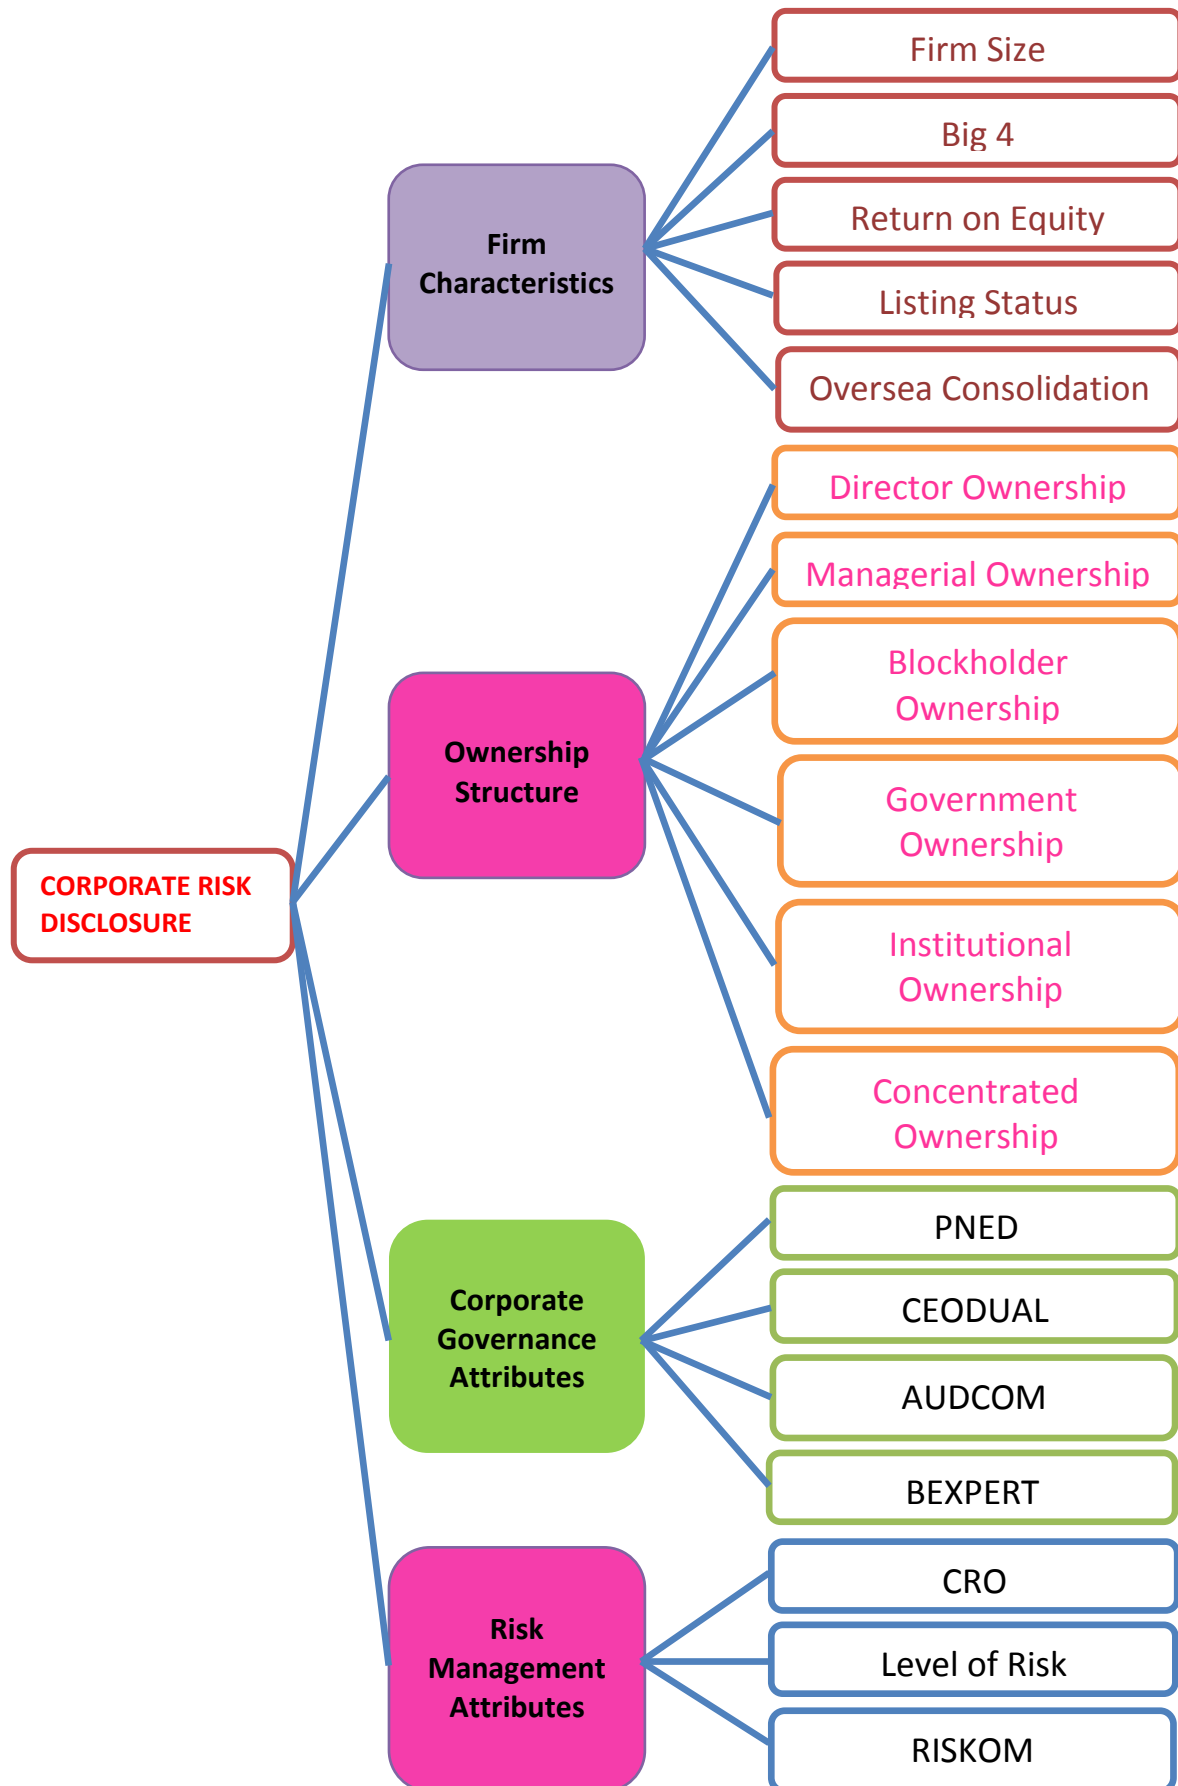 Firm Size
Big 4
Return on Equity
Listing Status
Oversea Consolidation
Firm
Characteristics
Director Ownership
Managerial Ownership
Blockholder
Ownership
Government
Ownership
Institutional
Ownership
Concentrated
Ownership
Ownership
Structure
CORPORATE RISK
DISCLOSURE
PNED
CEODUAL
AUDCOM
BEXPERT
Corporate
Governance
Attributes
CRO
Level of Risk
RISKOM
Risk
Management
Attributes